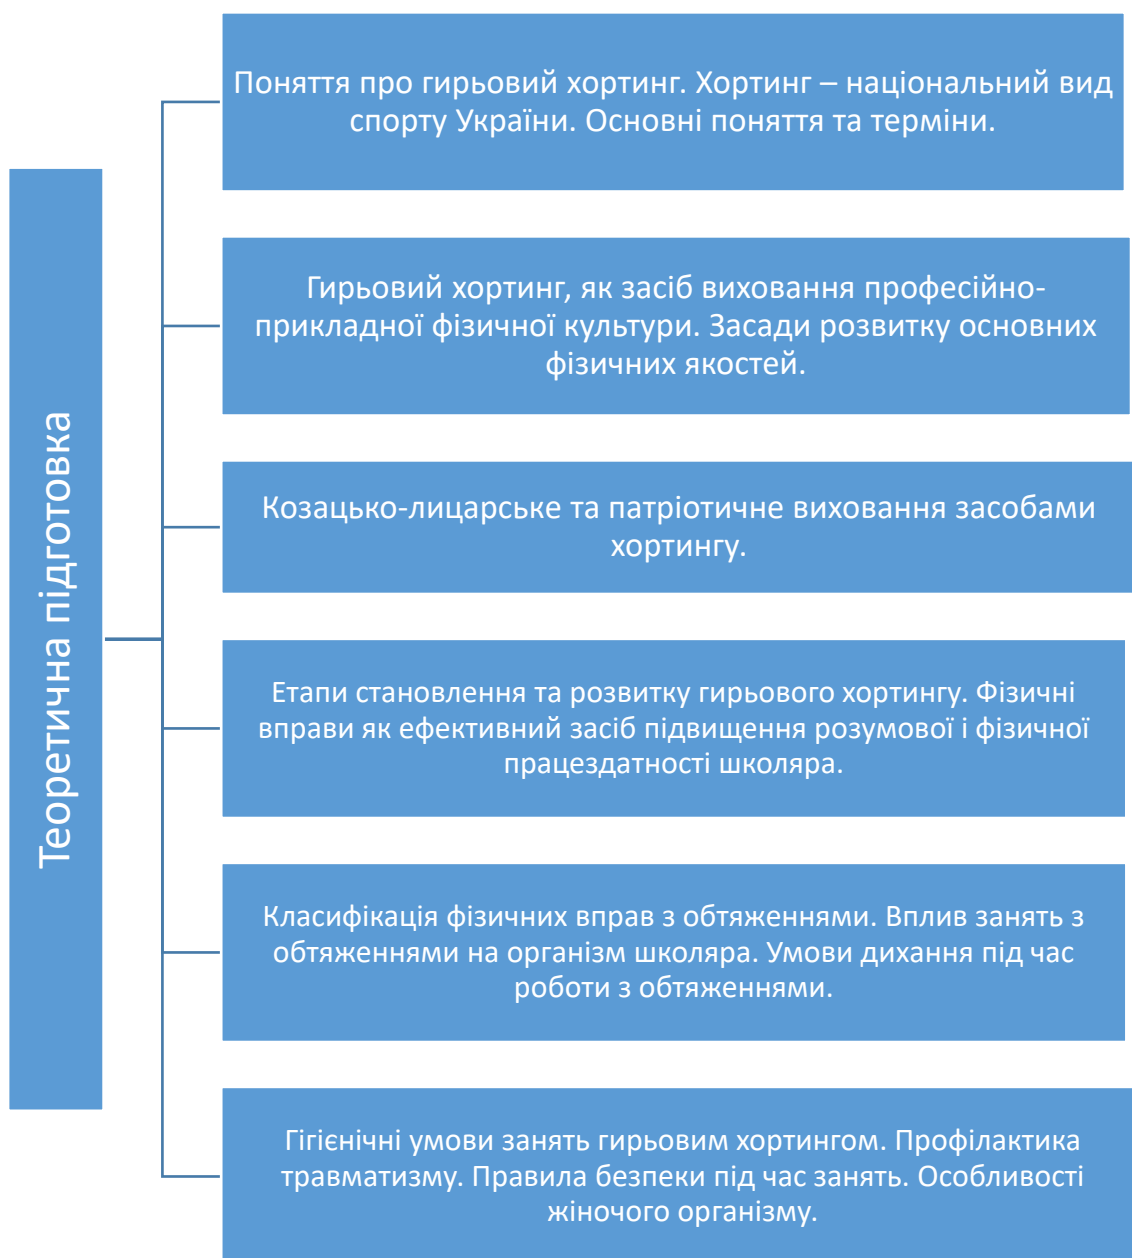 Теоретична підготовка
Поняття про гирьовий хортинг. Хортинг – національний вид
спорту України. Основні поняття та терміни.
Гирьовий хортинг, як засіб виховання професійно-
прикладної фізичної культури. Засади розвитку основних
фізичних якостей.
Козацько-лицарське та патріотичне виховання засобами
хортингу.
Етапи становлення та розвитку гирьового хортингу. Фізичні
вправи як ефективний засіб підвищення розумової і фізичної
працездатності школяра.
Класифікація фізичних вправ з обтяженнями. Вплив занять з
обтяженнями на організм школяра. Умови дихання під час
роботи з обтяженнями.
Гігієнічні умови занять гирьовим хортингом. Профілактика
травматизму. Правила безпеки під час занять. Особливості
жіночого організму.